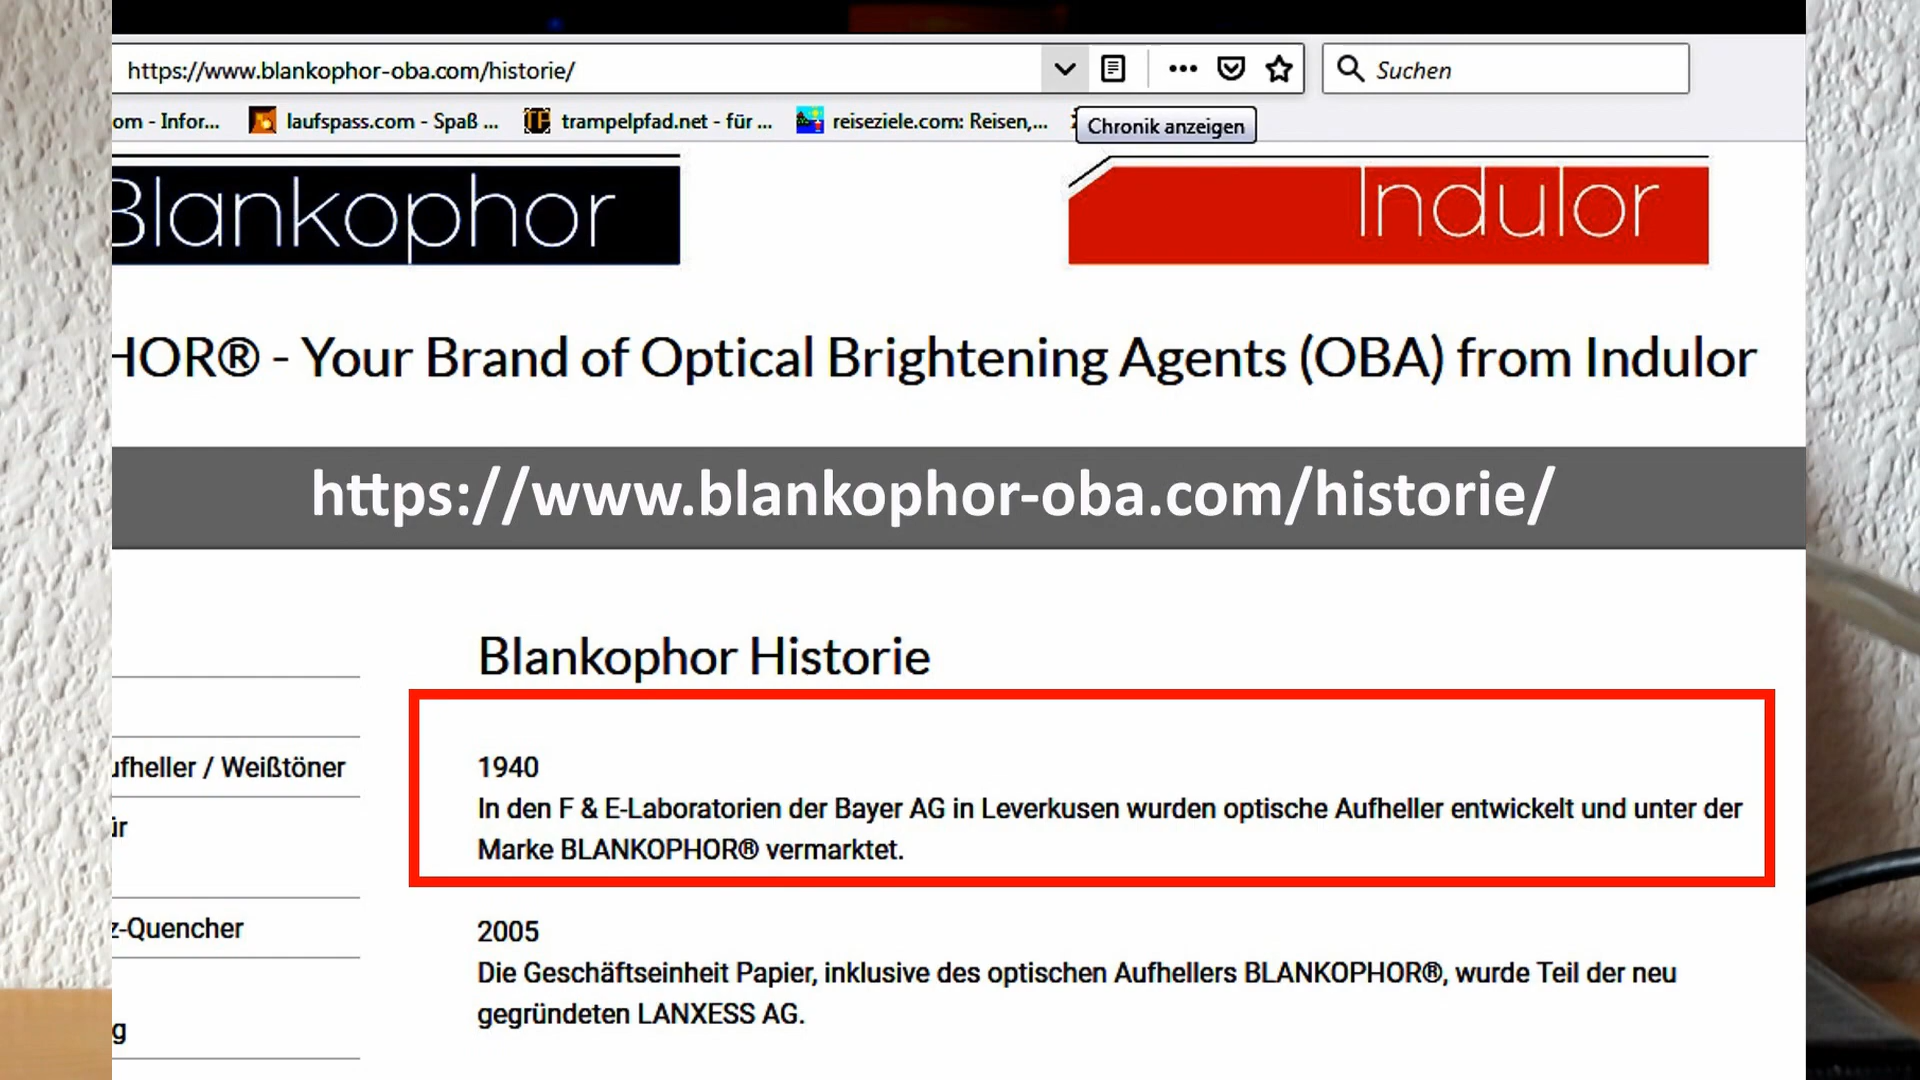 https://www.blankophor-oba.com/historie/
Suchen
om - Infor...
laufspass.com - Spaß ...
trampelpfad.net - für ...
reiseziele.com: Reisen,...
Chronik anzeigen
Blankophor
Indulor
HOR® - Your Brand of Optical Brightening Agents (OBA) from Indulor
https://www.blankophor-oba.com/historie/
Blankophor Historie
1940
In den F & E-Laboratorien der Bayer AG in Leverkusen wurden optische Aufheller entwickelt und unter der
Marke BLANKOPHOR® vermarktet.
2005
Die Geschäftseinheit Papier, inklusive des optischen Aufhellers BLANKOPHOR®, wurde Teil der neu
gegründeten LANXESS AG.
ufheller / Weißtöner
ür
z-Quencher
g